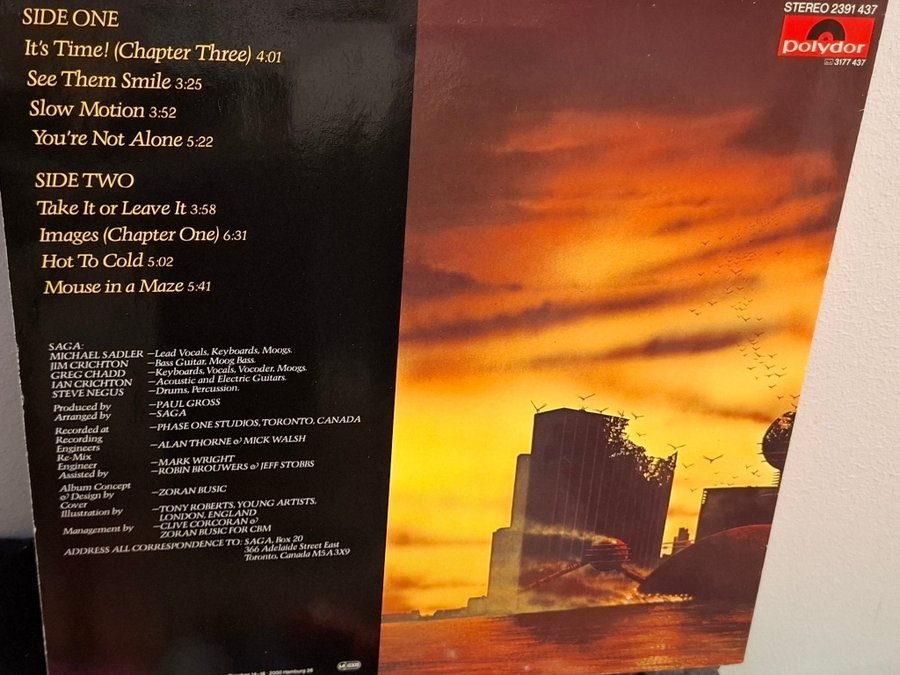 SIDE ONE
It's Time! (Chapter Three) 4:01
See Them Smile 3:25
Slow Motion 3:52
You're Not Alone 5:22
SIDE TWO
Take It or Leave It 3:58
Images (Chapter One) 6:31
Hot To Cold 5:02
Mouse in a Maze 5:41
SAGA:
MICHAEL SADLER —Lead Vocals, Keyboards, Moogs.
JIM CRICHTON —Bass Guitar, Moog Bass.
GREG CHADD —Keyboards, Vocals, Vocoder, Moogs.
IAN CRICHTON —Acoustic and Electric Guitars.
STEVE NEGUS —Drums, Percussion.
Produced by —PAUL GROSS
Arranged by —SAGA
Recorded at —PHASE ONE STUDIOS, TORONTO, CANADA
Recording
Engineers —ALAN THORNE & MICK WALSH
Re-Mix
Engineer —MARK WRIGHT
Assisted by —ROBIN BROUWERS & JEFF STOBBS
Album Concept
& Design by —ZORAN BUSIC
Cover
Illustration by —TONY ROBERTS, YOUNG ARTISTS,
LONDON, ENGLAND
Management by —CLIVE CORCORAN &
ZORAN BUSIC FOR CBM
ADDRESS ALL CORRESPONDENCE TO: SAGA, Box 20
366 Adelaide Street East
Toronto, Canada M5A 3X9
STEREO 2391 437
polydor
3177 437
2000 Hamburg